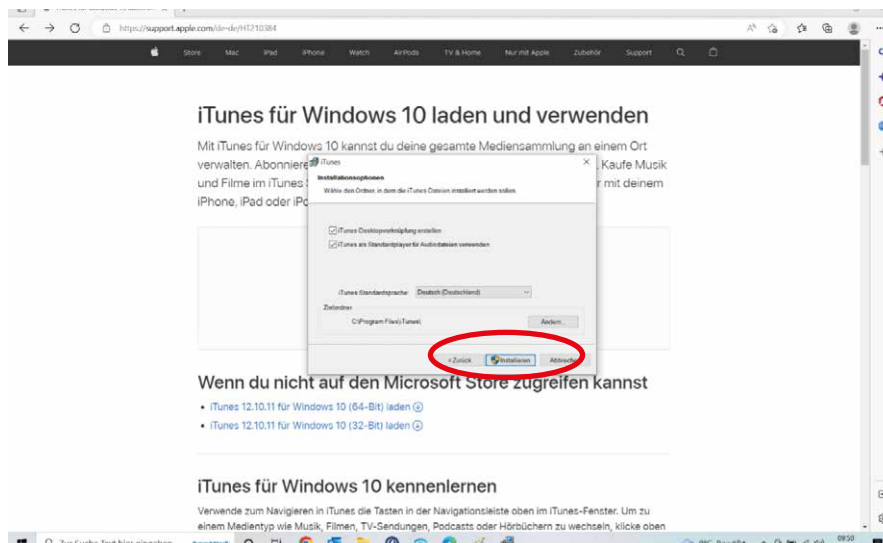 https://support.apple.com/de-de/HT210384
Store Mac iPad iPhone Watch AirPods TV & Home Nur mit Apple Zubehör Support
iTunes für Windows 10 laden und verwenden
Mit iTunes für Windows 10 kannst du deine gesamte Mediensammlung an einem Ort
verwalten. Abonniere
Kaufe Musik
und Filme im iTunes
mit deinem
iPhone, iPad oder
iTunes
Installationsoptionen
Wähle den Ordner, in dem die iTunes Dateien installiert werden sollen.
iTunes Desktopverknüpfung erstellen
iTunes als Standardplayer für Audiodateien verwenden
iTunes Standardsprache: Deutsch (Deutschland)
Zielordner
C:\Program Files\iTunes\
Ändern...
< Zurück Installieren Abbrechen
Wenn du nicht auf den Microsoft Store zugreifen kannst
• iTunes 12.10.11 für Windows 10 (64-Bit) laden
• iTunes 12.10.11 für Windows 10 (32-Bit) laden
iTunes für Windows 10 kennenlernen
Verwende zum Navigieren in iTunes die Tasten in der Navigationsleiste oben im iTunes-Fenster. Um zu
einem Medientyp wie Musik, Filmen, TV-Sendungen, Podcasts oder Hörbüchern zu wechseln, klicke oben
09:50